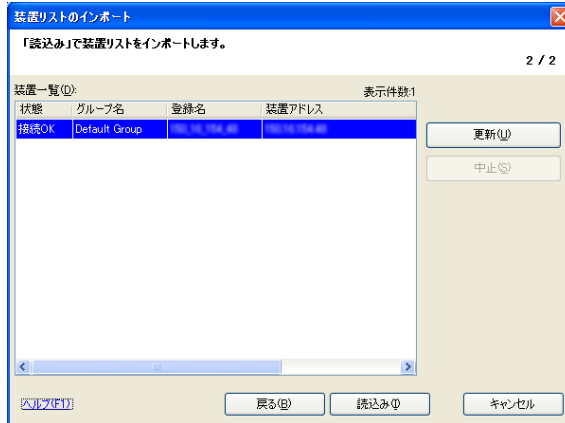 装置リストのインポート
「読込み」で装置リストをインポートします。
2 / 2
装置一覧(D):
表示件数:1
状態 グループ名 登録名 装置アドレス
接続OK Default Group
更新(U)
中止(S)
ヘルプ(F1)
戻る(B) 読込み(I) キャンセル